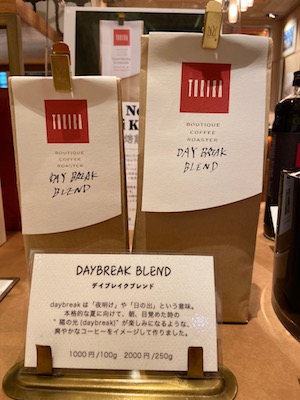 TORIBA
BOUTIQUE
COFFEE
ROASTER
DAY BREAK
BLEND
TORIBA
BOUTIQUE
COFFEE
ROASTER
DAY BREAK
BLEND
DAYBREAK BLEND
デイブレイクブレンド
daybreak は「夜明け」や「日の出」という意味。
本格的な夏に向けて、朝、目覚めた時の
“ 陽の光 (daybreak)” が楽しみになるような、
爽やかなコーヒーをイメージして作りました。
1000円/100g 2000円/250g